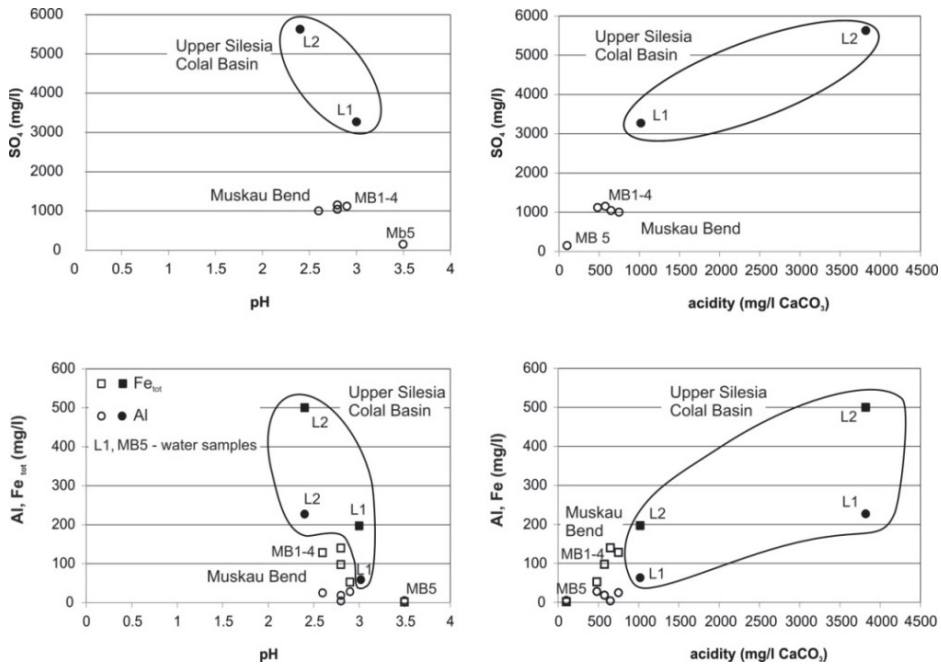 6000
5000
4000
3000
2000
1000
0
SO₄ (mg/l)
Upper Silesia
Colal Basin
L2
L1
Muskau Bend
MB1-4
Mb5
0 0.5 1 1.5 2 2.5 3 3.5 4
pH
6000
5000
4000
3000
2000
1000
0
SO₄ (mg/l)
Upper Silesia
Colal Basin
L2
L1
MB1-4
Muskau Bend
MB 5
0 500 1000 1500 2000 2500 3000 3500 4000 4500
acidity (mg/l CaCO₃)
600
500
400
300
200
100
0
Al, Fe tot (mg/l)
Fe tot
Al
L1, MB5 - water samples
Upper Silesia
Colal Basin
L2
L2
L1
MB1-4
Muskau Bend
L1
MB5
0 0.5 1 1.5 2 2.5 3 3.5 4
pH
600
500
400
300
200
100
0
Al, Fe (mg/l)
Upper Silesia
Colal Basin
L2
L1
Muskau
Bend
L2
MB1-4
L1
MB5
0 500 1000 1500 2000 2500 3000 3500 4000 4500
acidity (mg/l CaCO₃)